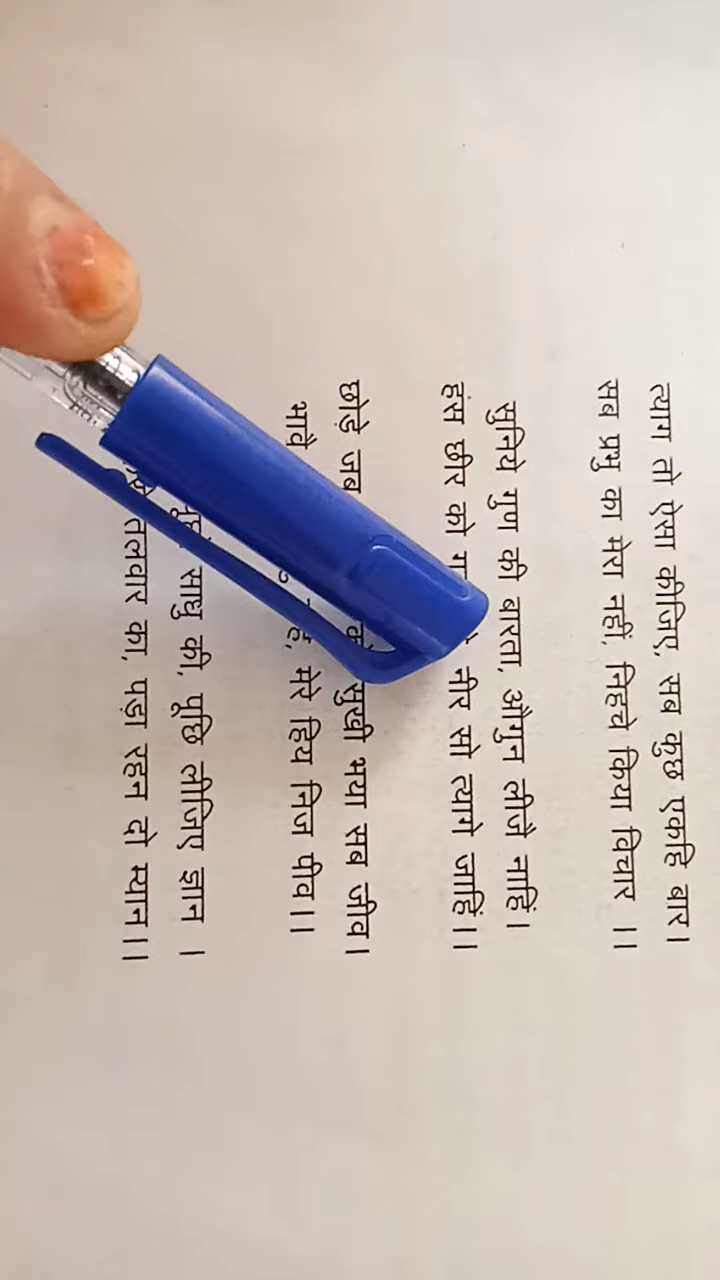 त्याग तो ऐसा कीजिए, सब कुछ एकहि बार।
सब प्रभु का मेरा नहीं, निहचे किया विचार ।।
सुनिये गुण की बारता, औगुन लीजै नाहिं।
हंस छीर को नीर सो त्यागे जाहिं।।
छोड़े जब सुखी भया सब जीव।
भावै मेरे हिय निज पीव।।
साधु की, पूछि लीजिए ज्ञान ।
तलवार का, पड़ा रहन दो म्यान।।